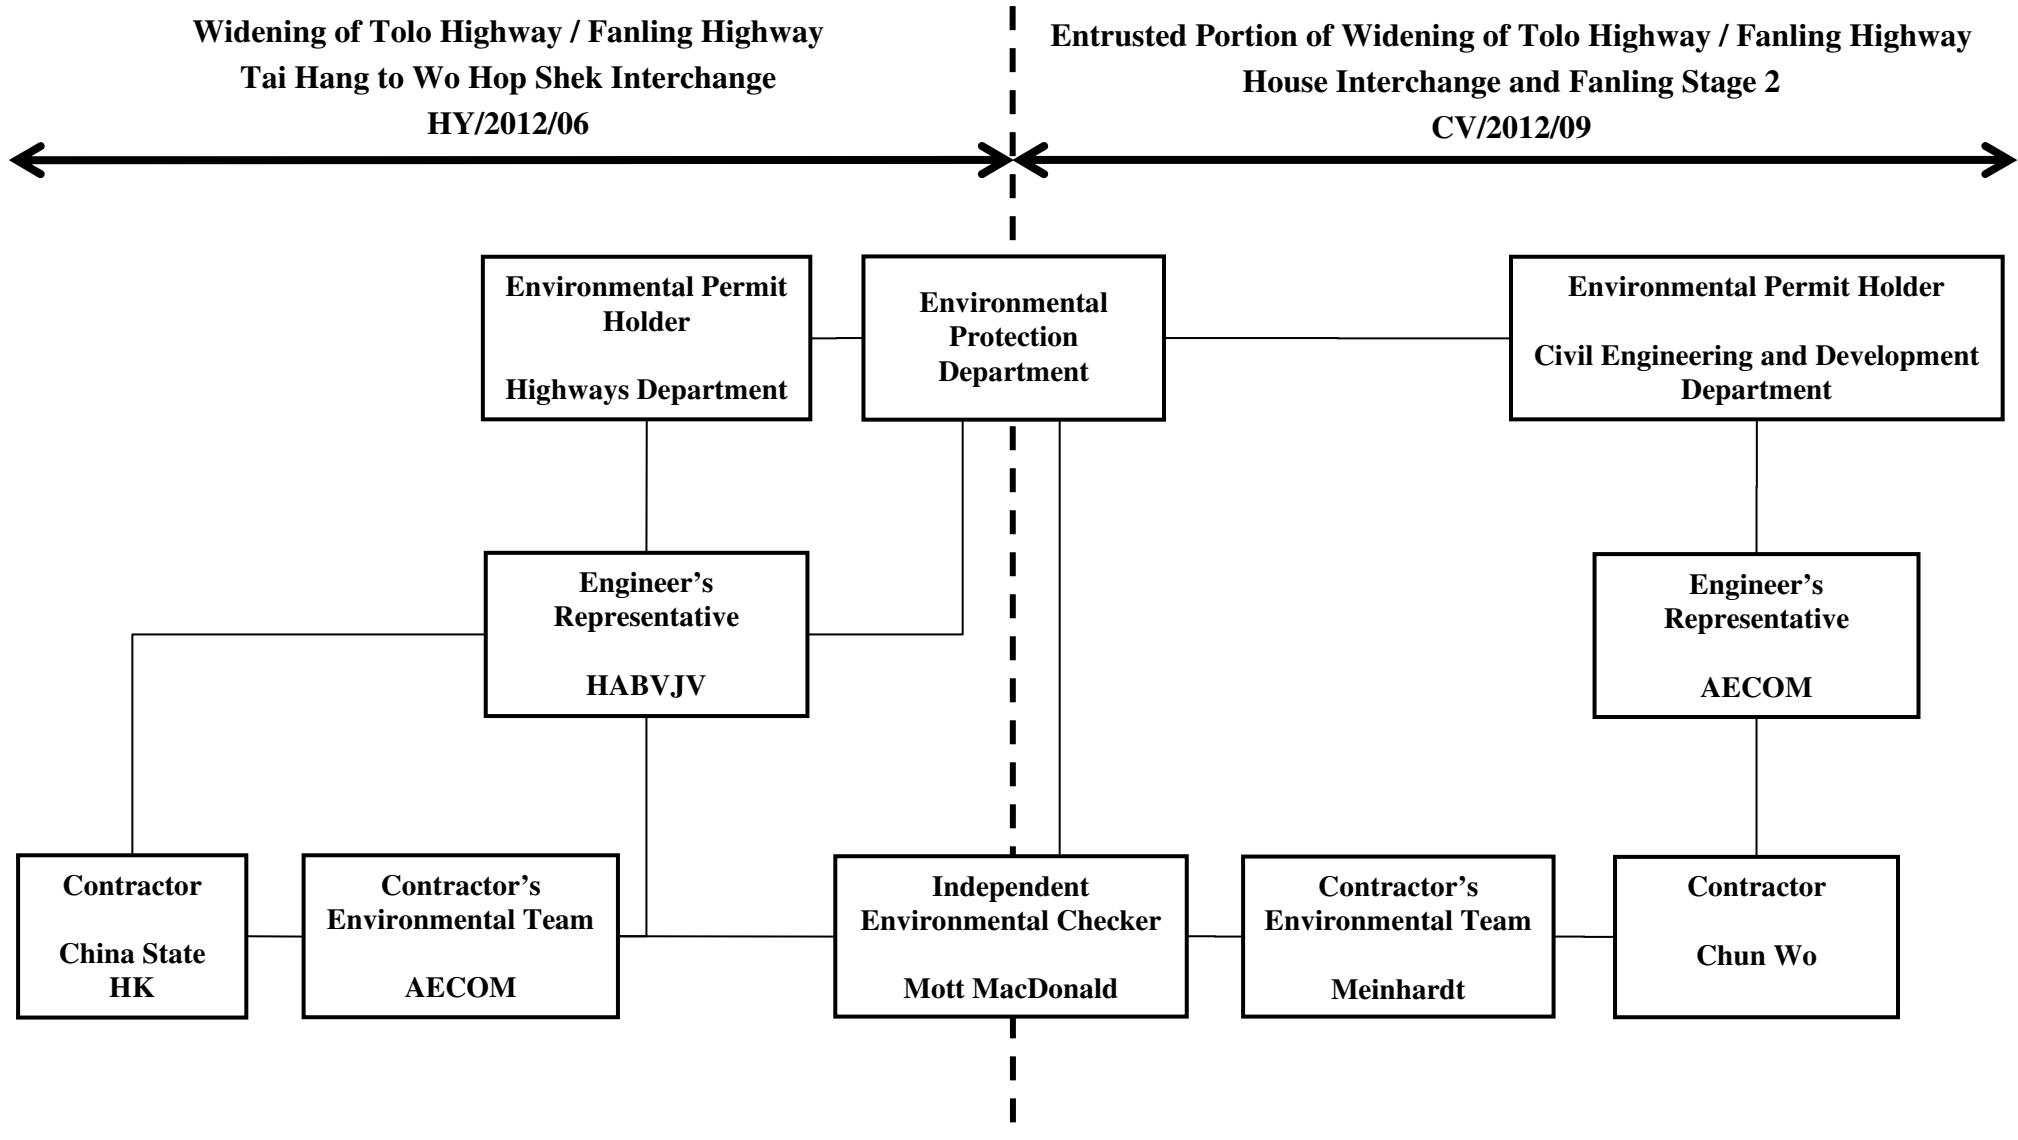 Widening of Tolo Highway / Fanling Highway
Tai Hang to Wo Hop Shek Interchange
HY/2012/06
Entrusted Portion of Widening of Tolo Highway / Fanling Highway
House Interchange and Fanling Stage 2
CV/2012/09
Environmental Permit
Holder
Highways Department
Environmental
Protection
Department
Environmental Permit Holder
Civil Engineering and Development
Department
Engineer’s
Representative
HABVJV
Engineer’s
Representative
AECOM
Contractor
China State
HK
Contractor’s
Environmental Team
AECOM
Independent
Environmental Checker
Mott MacDonald
Contractor’s
Environmental Team
Meinhardt
Contractor
Chun Wo